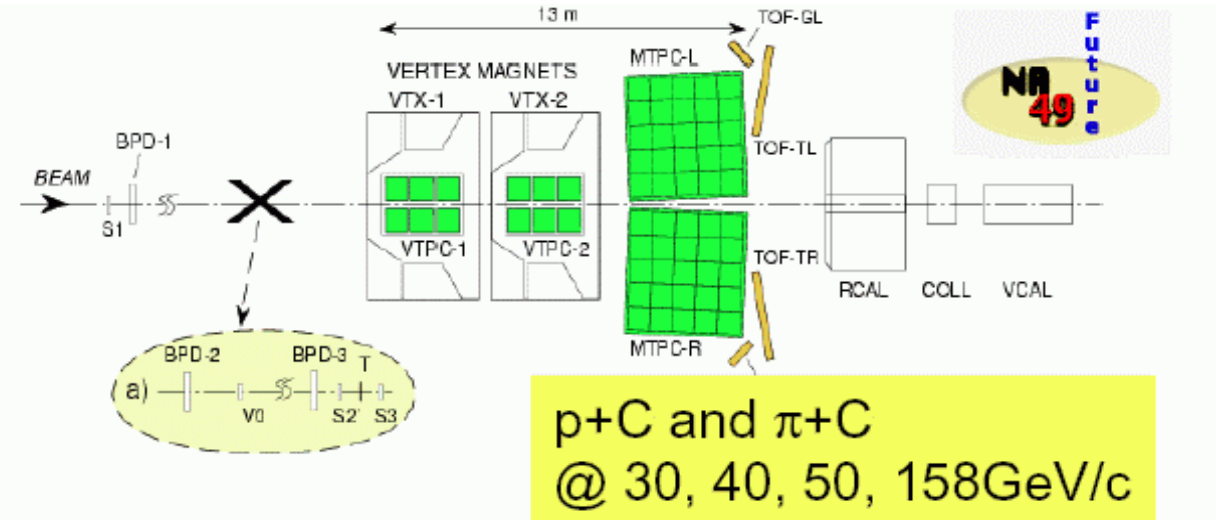 13 m
TOF-GL
MTPC-L
VERTEX MAGNETS
VTX-1
VTX-2
BPD-1
BEAM
S1
VTPC-1
VTPC-2
TOF-TL
TOF-TR
MTPC-R
RCAL
COLL
VCAL
NA
49
Future
BPD-2
BPD-3
T
a)
V0
S2'
S3
p+C and π+C
@ 30, 40, 50, 158GeV/c